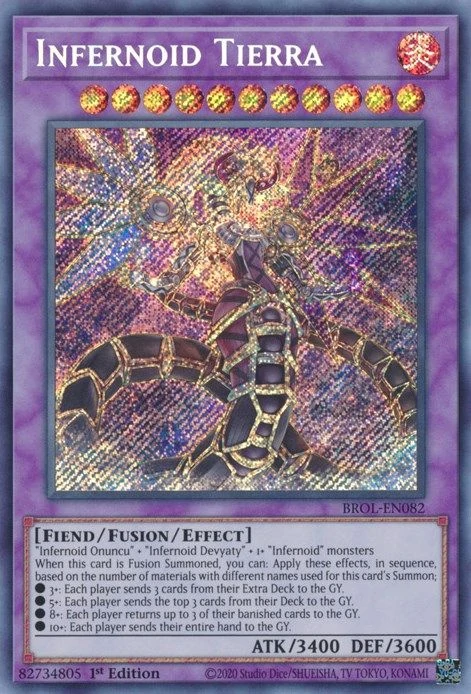 INFERNOID TIERRA
炎
BROL-EN082
[FIEND/FUSION/EFFECT]
"Infernoid Onuncu" + "Infernoid Devyaty" + 1+ "Infernoid" monsters
When this card is Fusion Summoned, you can: Apply these effects, in sequence,
based on the number of materials with different names used for this card's Summon;
● 3+: Each player sends 3 cards from their Extra Deck to the GY.
● 5+: Each player sends the top 3 cards from their Deck to the GY.
● 8+: Each player returns up to 3 of their banished cards to the GY.
● 10+: Each player sends their entire hand to the GY.
ATK/3400 DEF/3600
82734805 1st Edition ©2020 Studio Dice/SHUEISHA, TV TOKYO, KONAMI